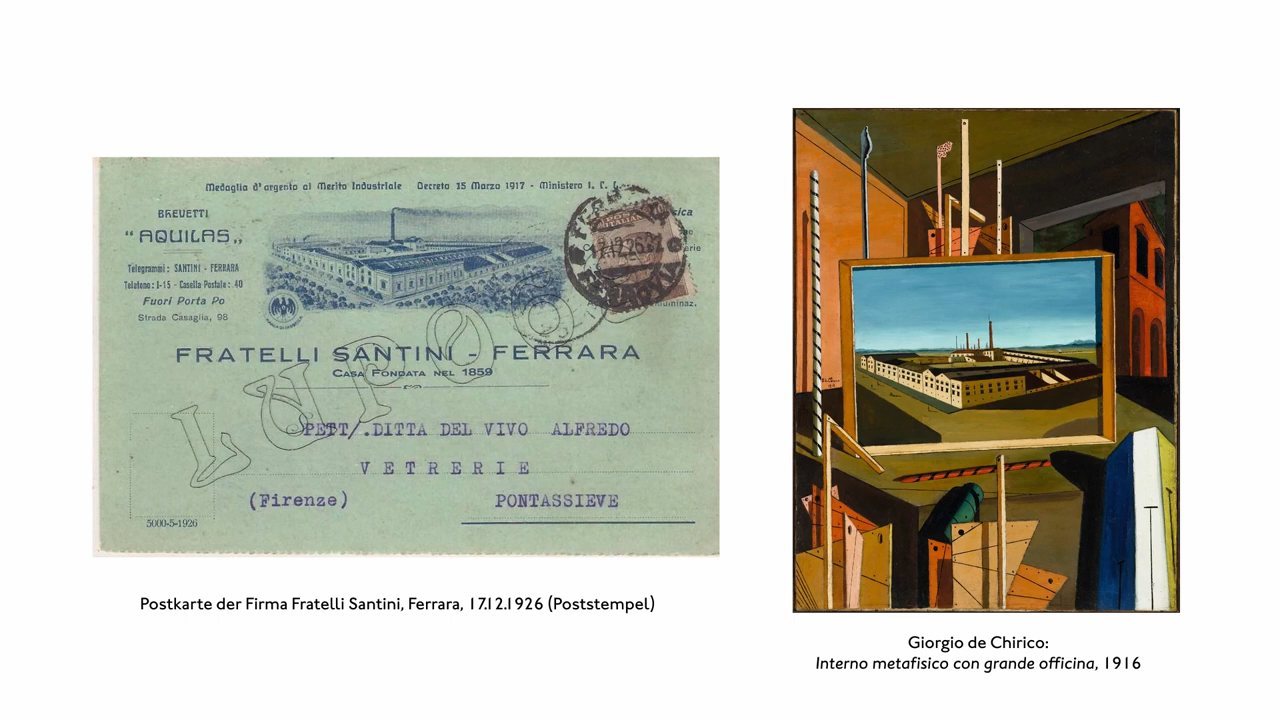 Medaglia d'argento al Merito Industriale Decreto 15 Marzo 1917 - Ministero I. C. L.
BREVETTI
"AQUILAS„
Telegrammi: SANTINI - FERRARA
Telefono: 1-15 - Casella Postale: 40
Fuori Porta Po
Strada Casaglia, 98
FRATELLI SANTINI - FERRARA
CASA FONDATA NEL 1859
LUPO
PETT/.DITTA DEL VIVO ALFREDO
VETRERIE
(Firenze) PONTASSIEVE
5000-5-1926
Postkarte der Firma Fratelli Santini, Ferrara, 17.12.1926 (Poststempel)
Giorgio de Chirico:
Interno metafisico con grande officina, 1916